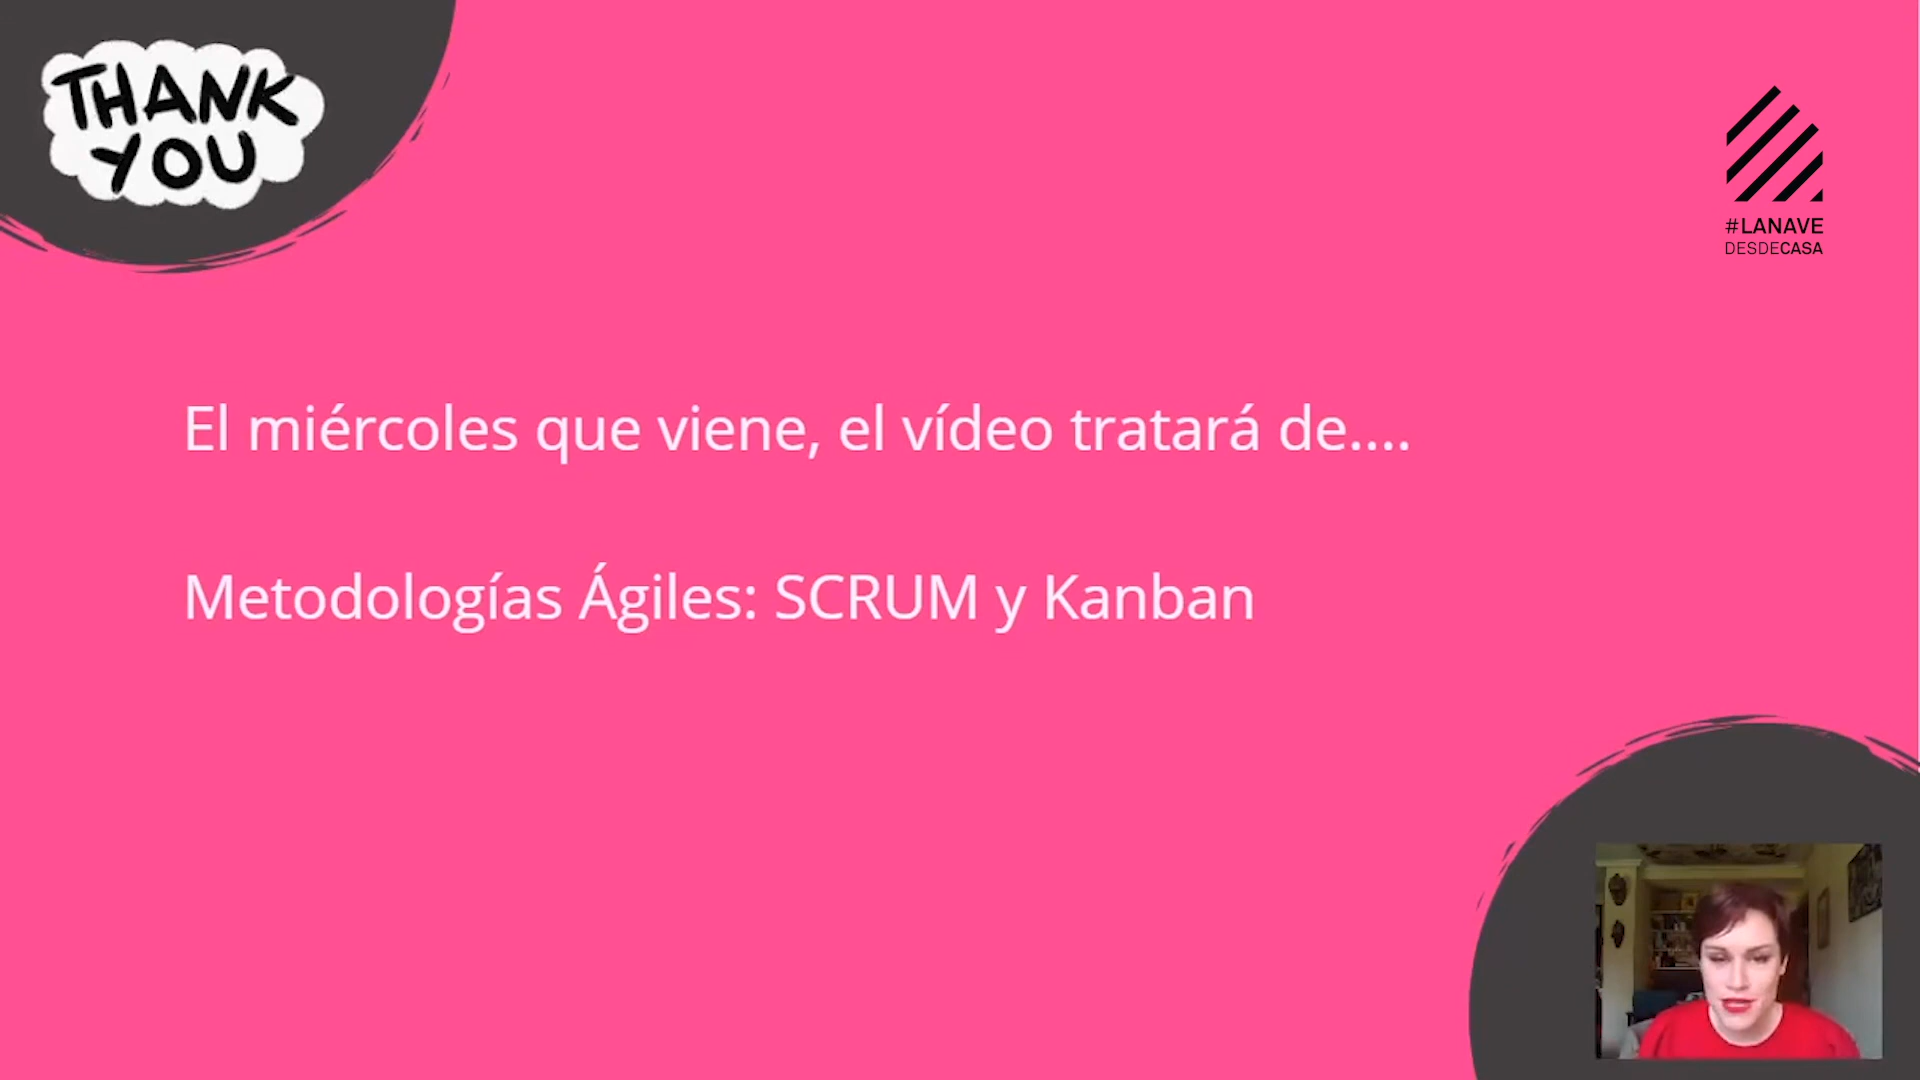 THANK
YOU
#LANAVE
DESDECASA
El miércoles que viene, el vídeo tratará de....
Metodologías Ágiles: SCRUM y Kanban